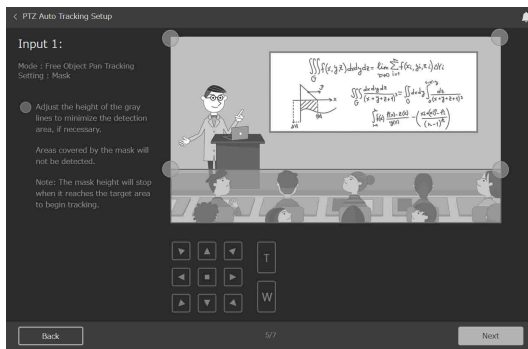 < PTZ Auto Tracking Setup
Input 1:
Mode : Free Object Pan Tracking
Setting : Mask
Adjust the height of the gray
lines to minimize the detection
area, if necessary.
Areas covered by the mask will
not be detected.
Note: The mask height will stop
when it reaches the target area
to begin tracking.
T
W
Back
5/7
Next